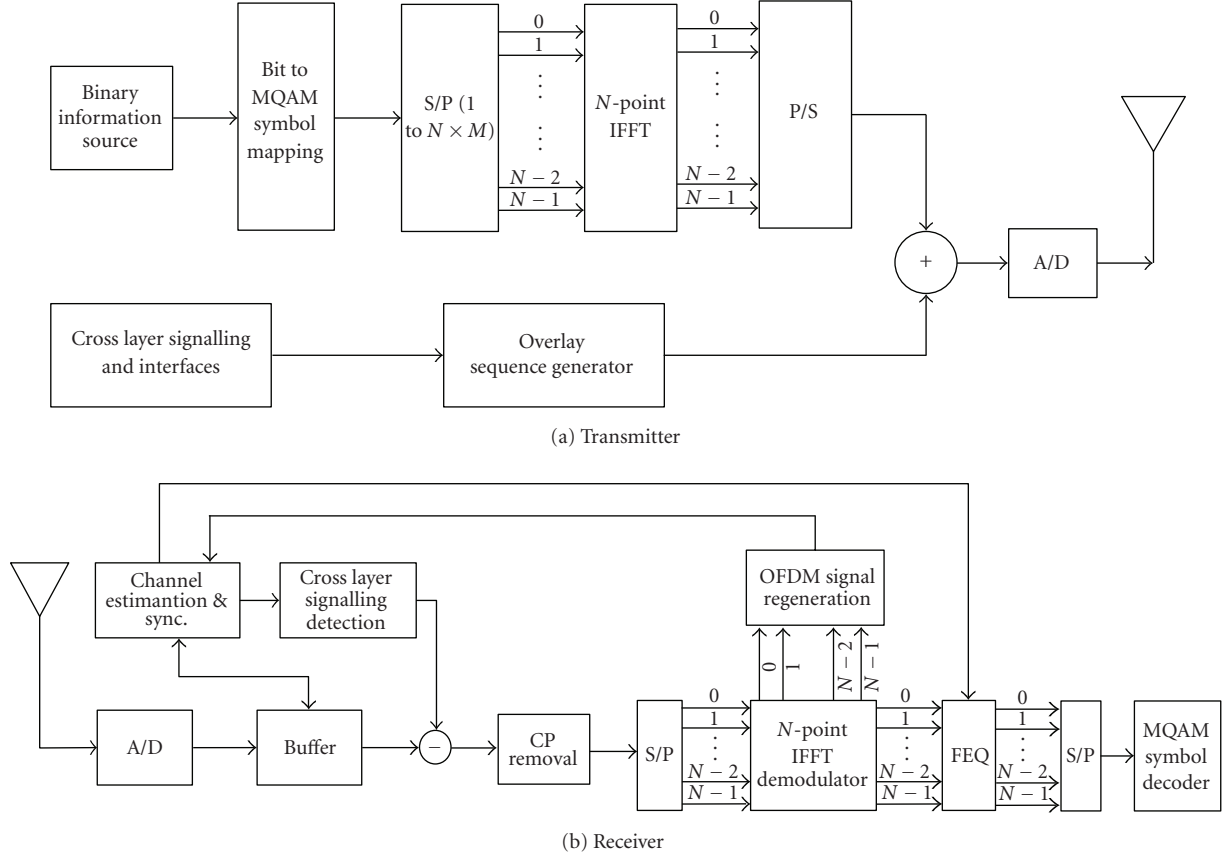 Binary
information
source
Bit to
MQAM
symbol
mapping
S/P (1
to N × M)
0
1
⋮
⋮
N − 2
N − 1
N-point
IFFT
0
1
⋮
⋮
N − 2
N − 1
P/S
+
A/D
Cross layer signalling
and interfaces
Overlay
sequence generator
(a) Transmitter
Channel
estimantion &
sync.
Cross layer
signalling
detection
OFDM signal
regeneration
0
1
N − 2
N − 1
A/D
Buffer
−
CP
removal
S/P
0
1
⋮
N − 2
N − 1
N-point
IFFT
demodulator
0
1
⋮
N − 2
N − 1
FEQ
0
1
⋮
N − 2
N − 1
S/P
MQAM
symbol
decoder
(b) Receiver